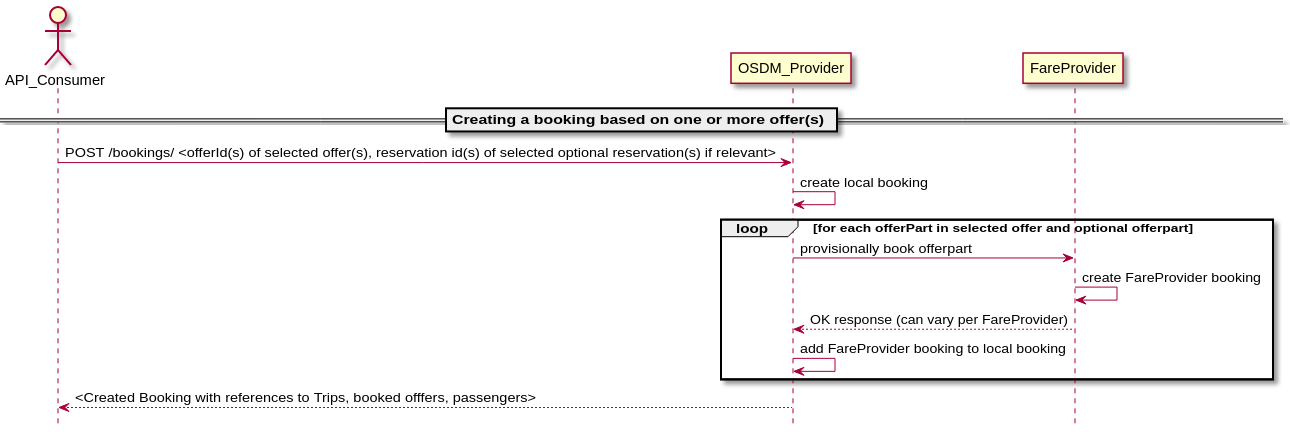 API_Consumer
OSDM_Provider
FareProvider
Creating a booking based on one or more offer(s)
POST /bookings/ <offerId(s) of selected offer(s), reservation id(s) of selected optional reservation(s) if relevant>
create local booking
loop
[for each offerPart in selected offer and optional offerpart]
provisionally book offerpart
create FareProvider booking
OK response (can vary per FareProvider)
add FareProvider booking to local booking
<Created Booking with references to Trips, booked offfers, passengers>